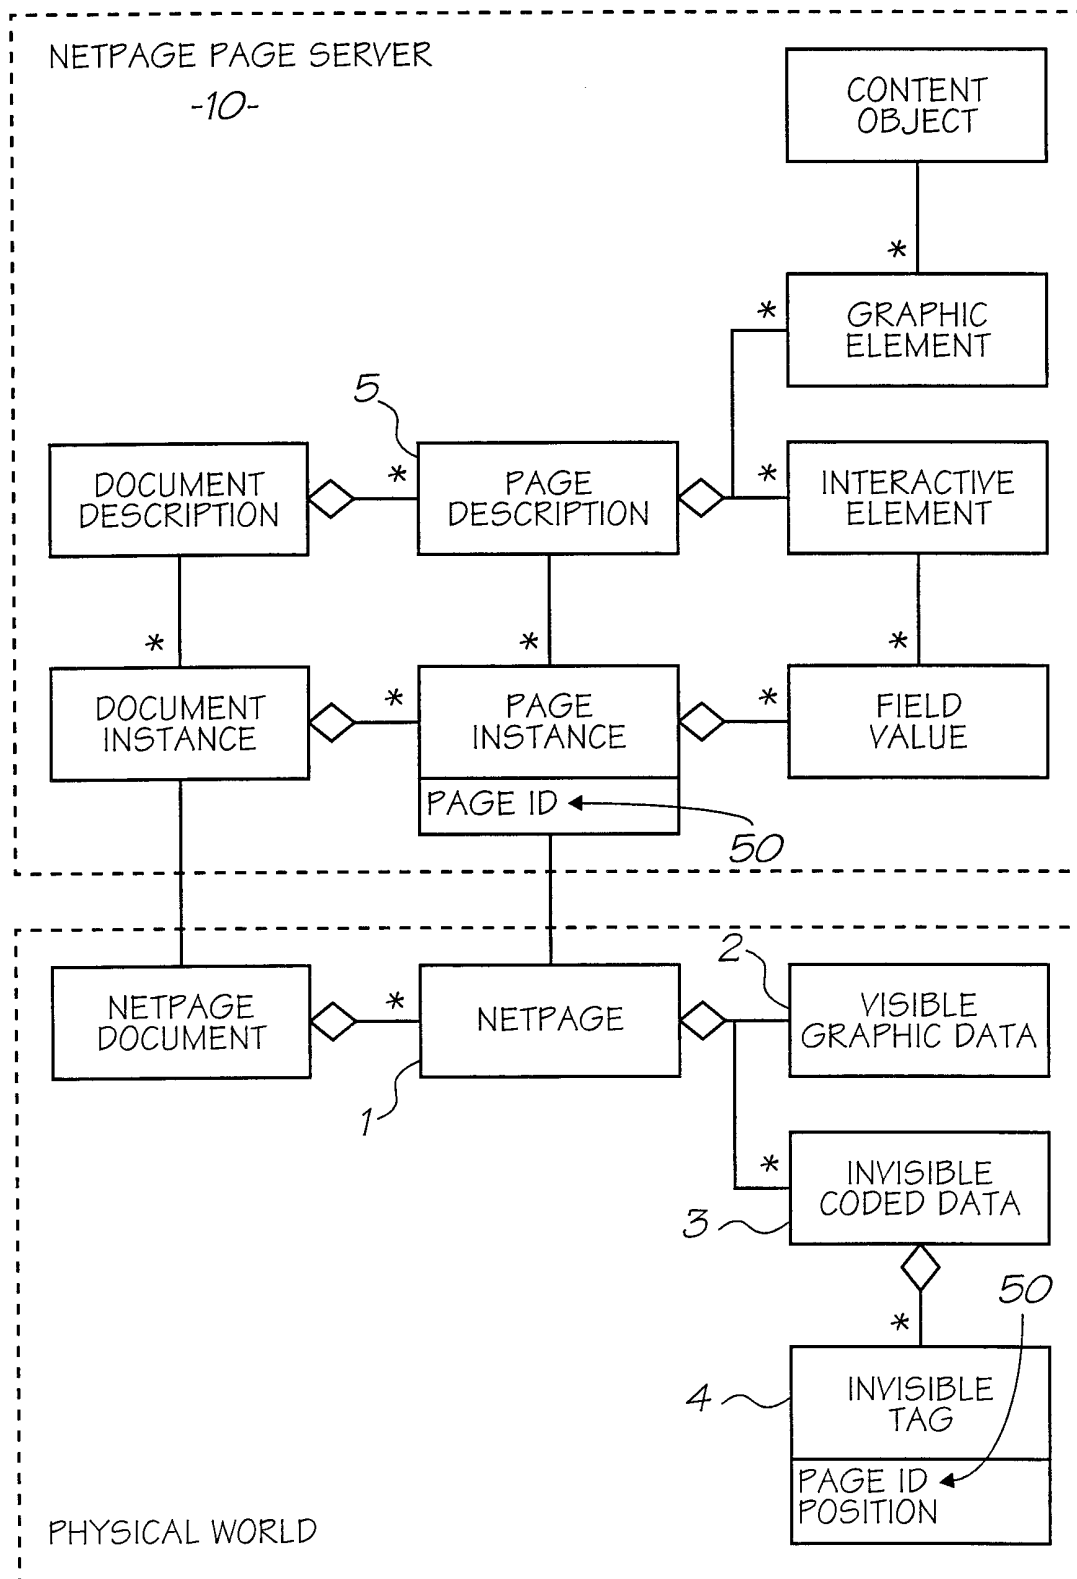 NETPAGE PAGE SERVER
-10-
CONTENT
OBJECT
*
GRAPHIC
ELEMENT
*
5
DOCUMENT
DESCRIPTION
*
PAGE
DESCRIPTION
*
INTERACTIVE
ELEMENT
*
*
*
DOCUMENT
INSTANCE
*
PAGE
INSTANCE
*
FIELD
VALUE
PAGE ID
50
NETPAGE
DOCUMENT
*
NETPAGE
1
2
VISIBLE
GRAPHIC DATA
*
INVISIBLE
CODED DATA
3
50
*
4
INVISIBLE
TAG
PAGE ID
POSITION
PHYSICAL WORLD